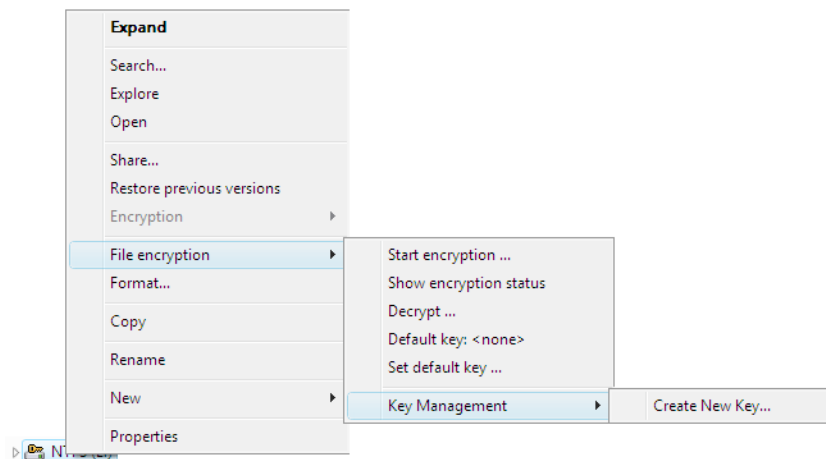 Expand
Search...
Explore
Open
Share...
Restore previous versions
Encryption
File encryption
Format...
Copy
Rename
New
Properties
Start encryption ...
Show encryption status
Decrypt ...
Default key: <none>
Set default key ...
Key Management
Create New Key...